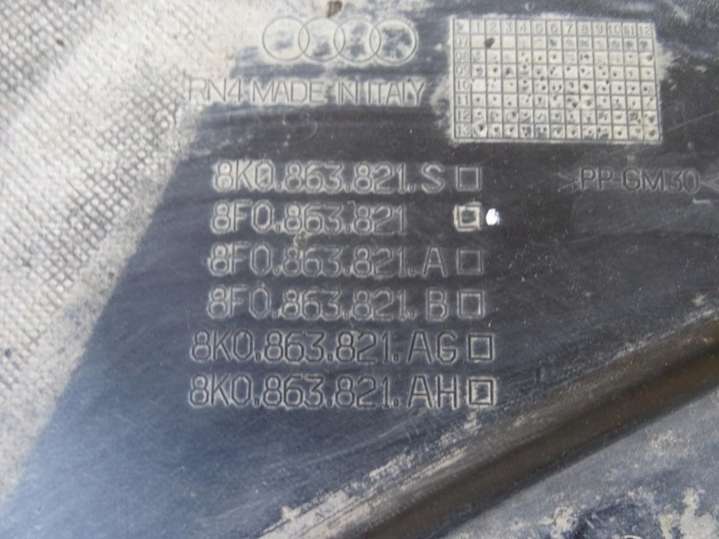 RN4 MADE IN ITALY
8K0.863.821.S
>PP-GM30<
8F0.863.821
8F0.863.821.A
8F0.863.821.B
8K0.863.821.AG
8K0.863.821.AH